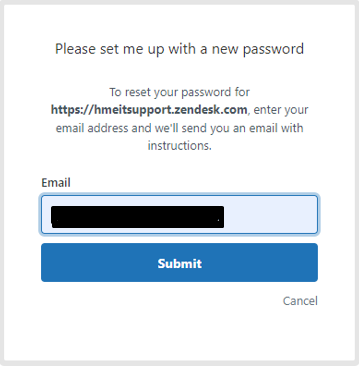 Please set me up with a new password
To reset your password for
https://hmeitsupport.zendesk.com, enter your
email address and we'll send you an email with
instructions.
Email
Submit
Cancel